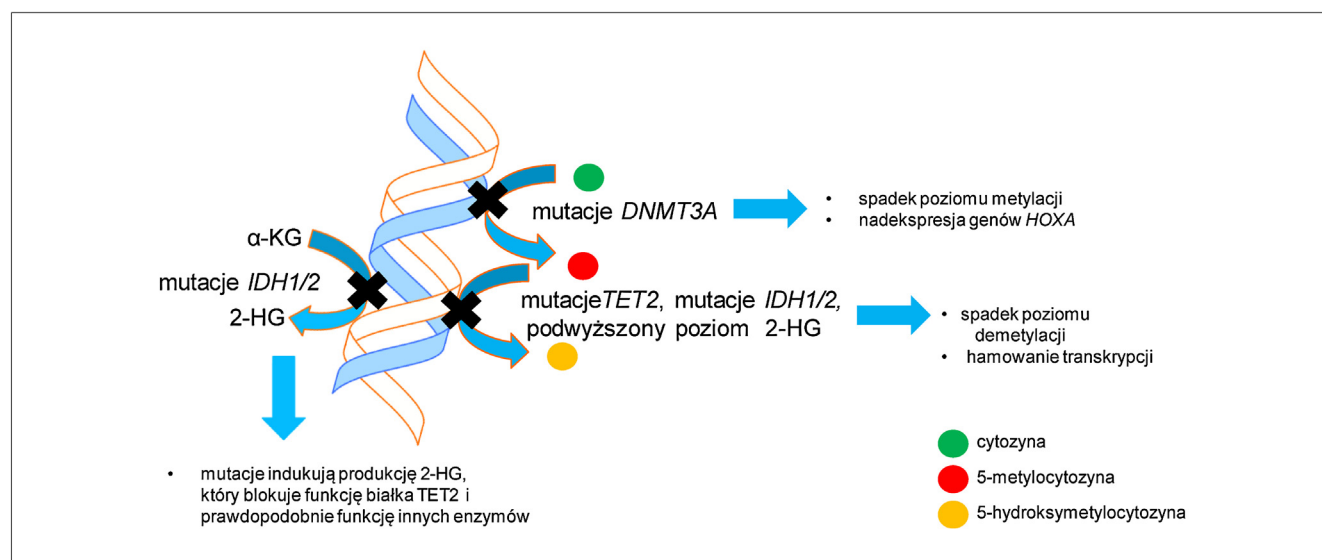 mutacje DNMT3A
• spadek poziomu metylacji
• nadekspresja genów HOXA
α-KG
mutacje IDH1/2
2-HG
mutacjeTET2, mutacje IDH1/2,
podwyższony poziom 2-HG
• spadek poziomu
demetylacji
• hamowanie transkrypcji
• mutacje indukują produkcję 2-HG,
który blokuje funkcję białka TET2 i
prawdopodobnie funkcję innych enzymów
cytozyna
5-metylocytozyna
5-hydroksymetylocytozyna